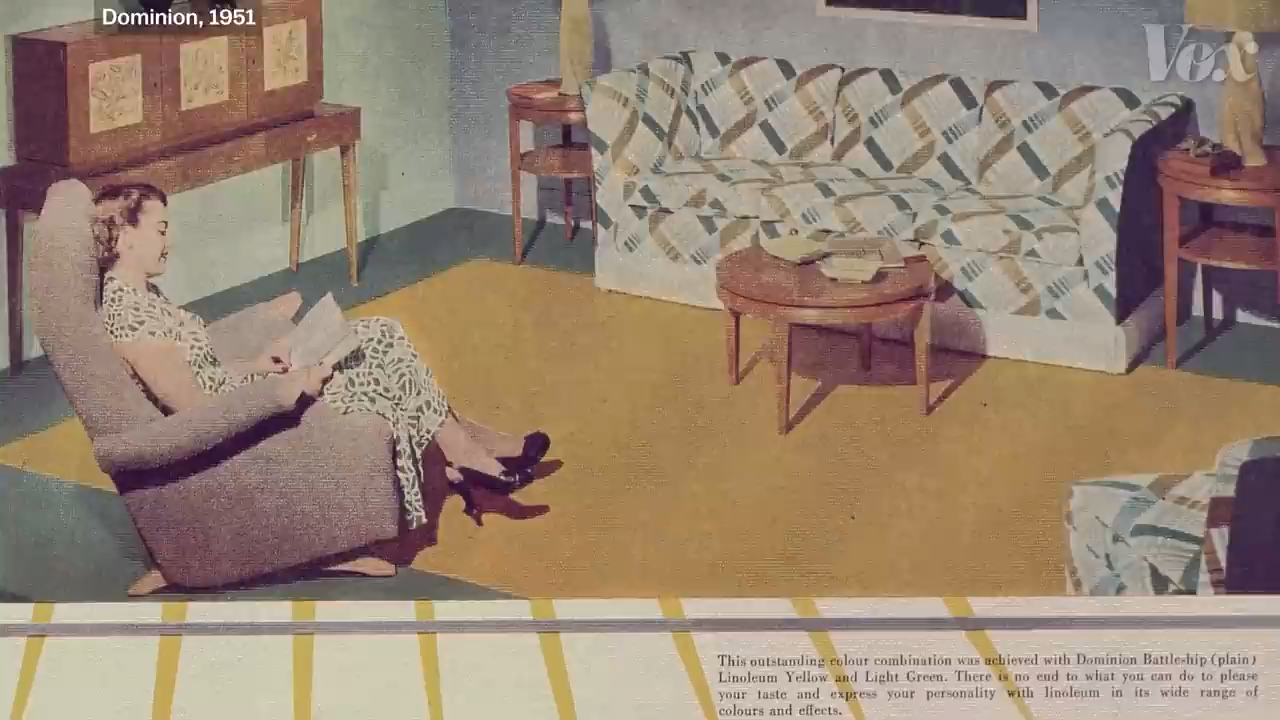 Dominion, 1951
Vox
This outstanding colour combination was achieved with Dominion Battleship (plain)
Linoleum Yellow and Light Green. There is no end to what you can do to please
your taste and express your personality with linoleum in its wide range of
colours and effects.